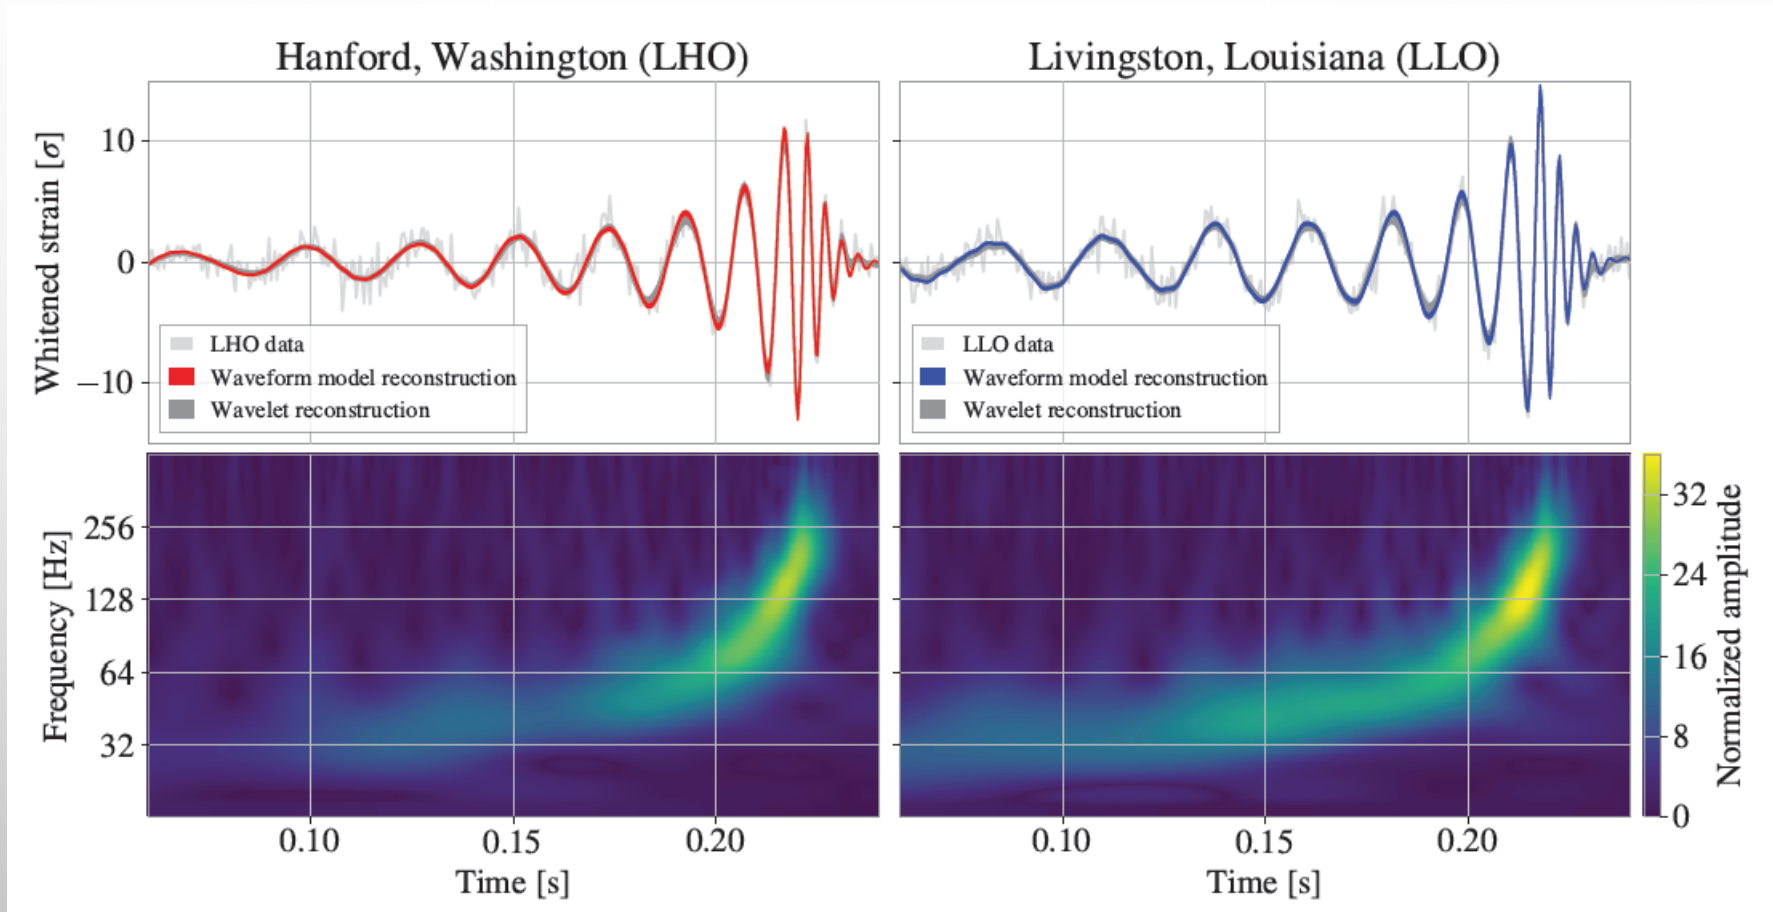 Hanford, Washington (LHO)
Livingston, Louisiana (LLO)
Whitened strain [σ]
10
0
−10
LHO data
Waveform model reconstruction
Wavelet reconstruction
LLO data
Waveform model reconstruction
Wavelet reconstruction
Frequency [Hz]
256
128
64
32
0.10
0.15
0.20
Time [s]
0.10
0.15
0.20
Time [s]
32
24
16
8
0
Normalized amplitude